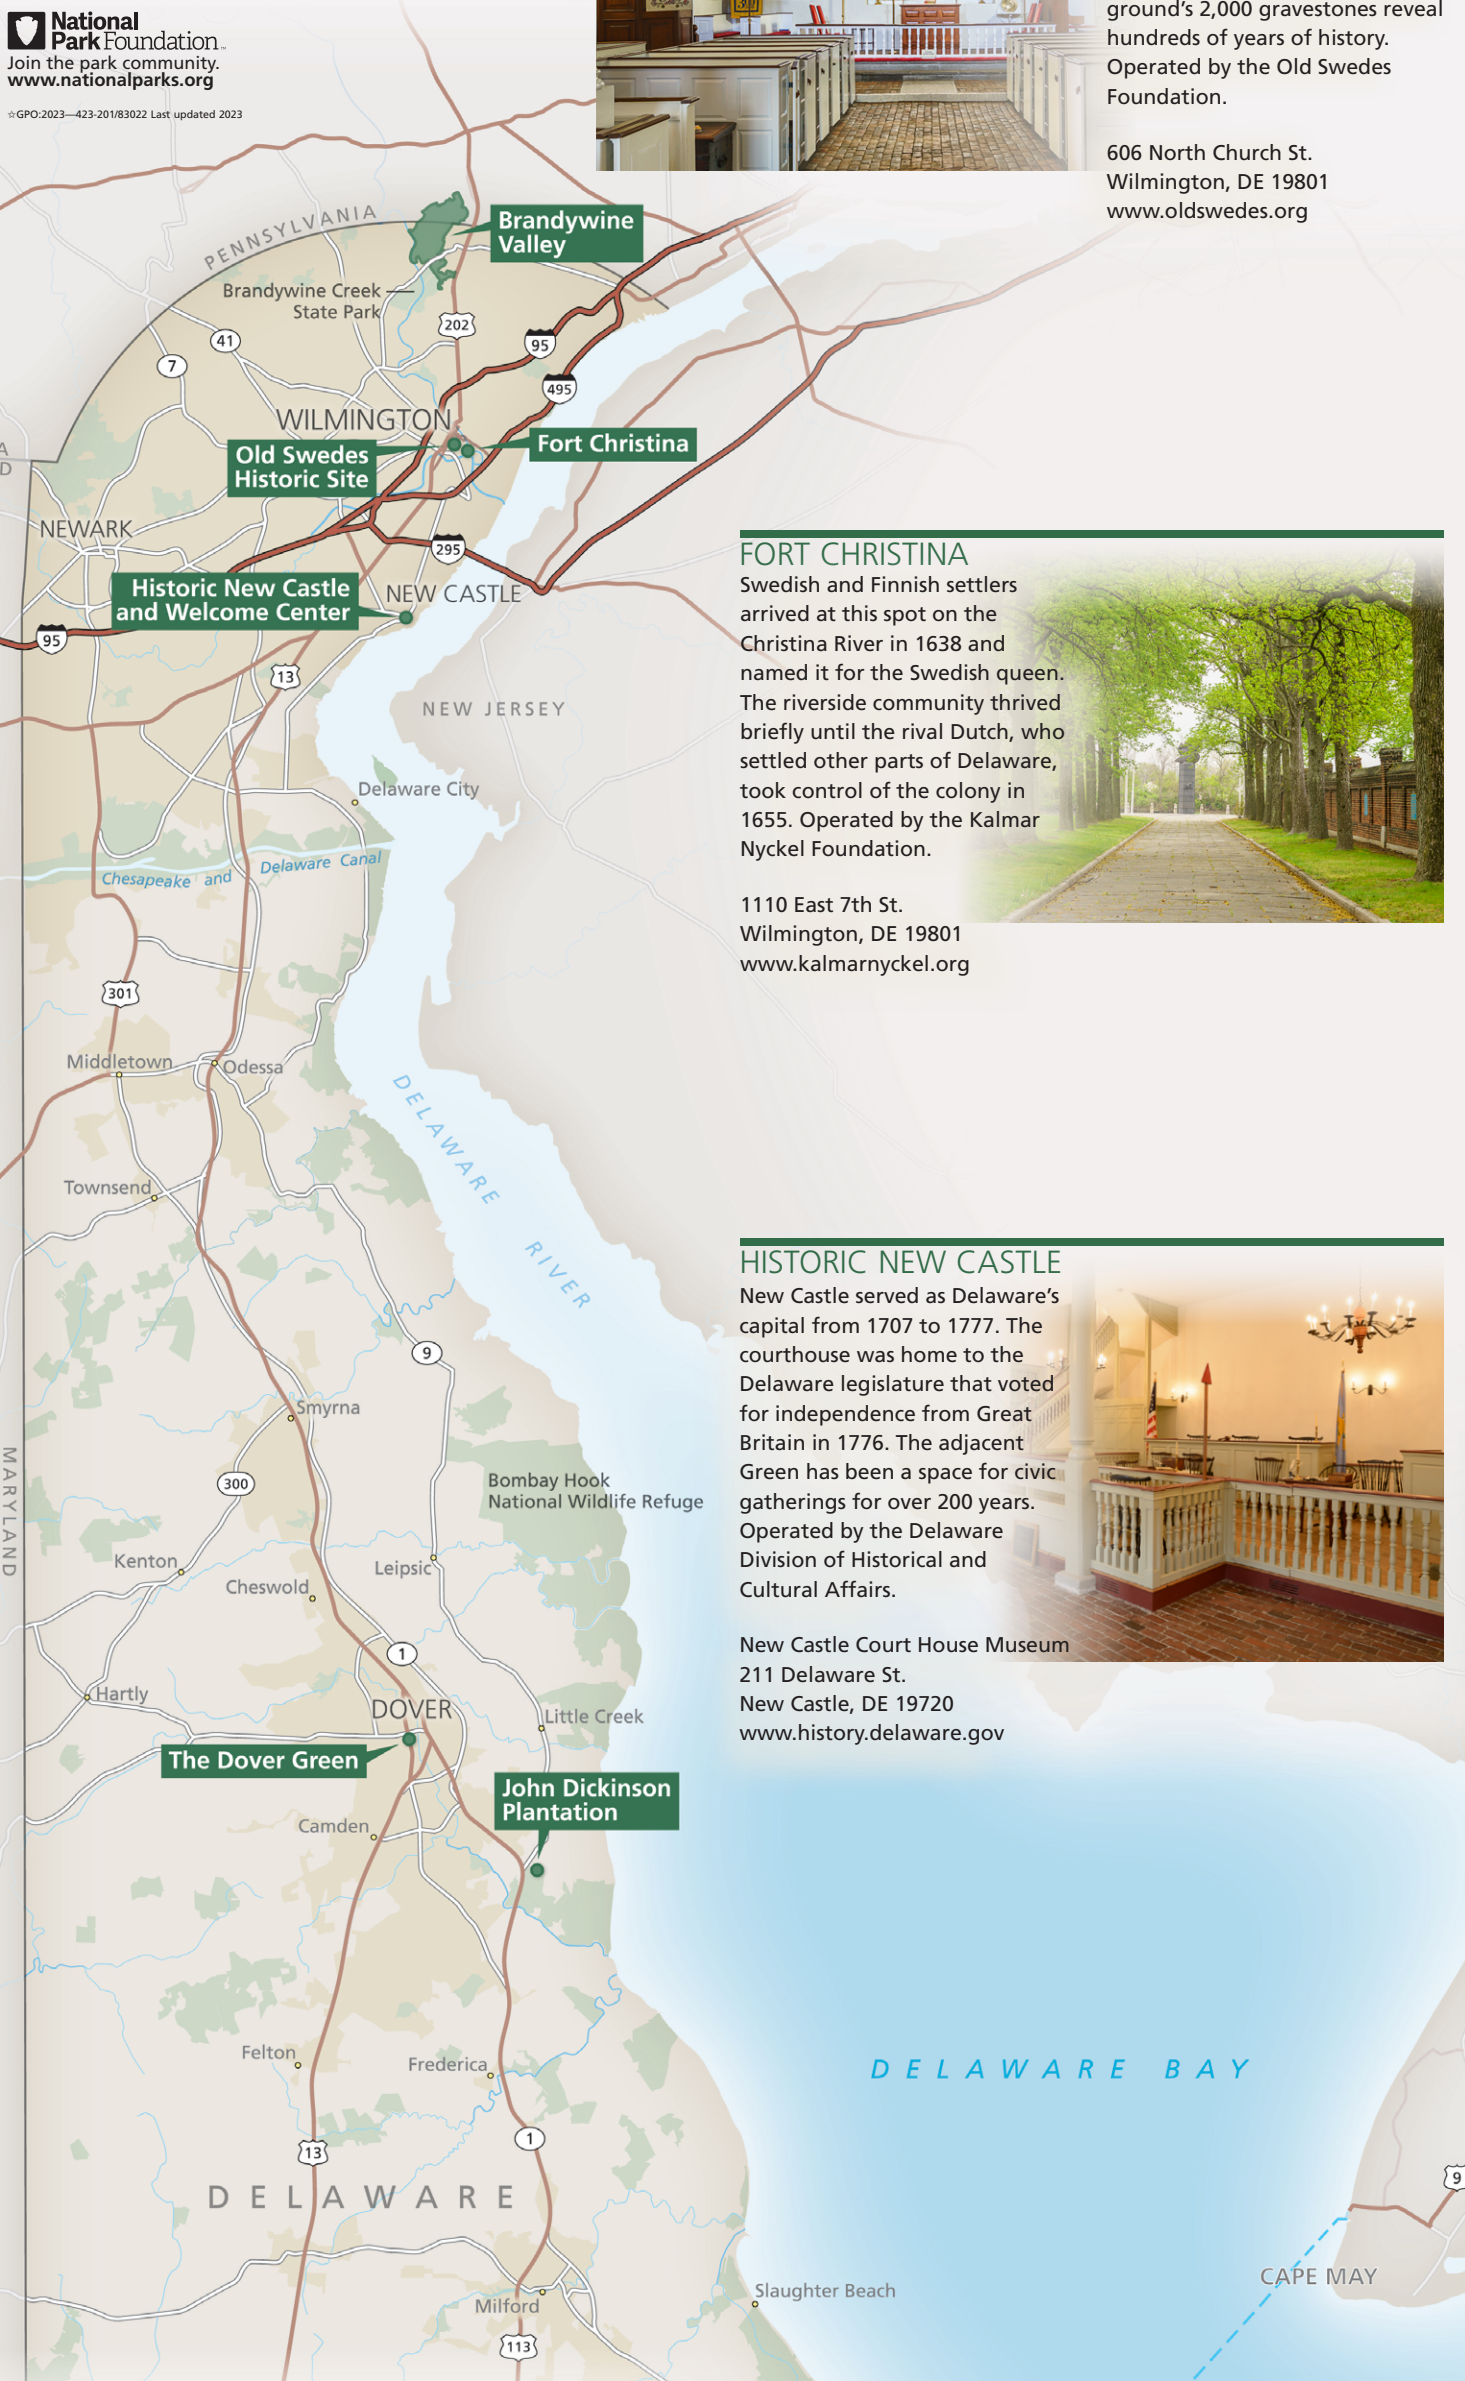 National
Park Foundation™
Join the park community.
www.nationalparks.org
☆GPO:2023—423-201/83022 Last updated 2023
ground's 2,000 gravestones reveal
hundreds of years of history.
Operated by the Old Swedes
Foundation.
606 North Church St.
Wilmington, DE 19801
www.oldswedes.org
PENNSYLVANIA
Brandywine
Valley
Brandywine Creek
State Park
202
41
95
7
495
WILMINGTON
Old Swedes
Historic Site
Fort Christina
A
D
NEWARK
295
Historic New Castle
and Welcome Center
NEW CASTLE
95
13
NEW JERSEY
Delaware City
Chesapeake and Delaware Canal
301
Middletown
Odessa
DELAWARE RIVER
Townsend
9
Smyrna
MARYLAND
300
Bombay Hook
National Wildlife Refuge
Kenton
Leipsic
Cheswold
1
Hartly
DOVER
Little Creek
The Dover Green
John Dickinson
Plantation
Camden
Felton
Frederica
13
1
DELAWARE
Milford
Slaughter Beach
113
DELAWARE BAY
9
CAPE MAY
FORT CHRISTINA
Swedish and Finnish settlers
arrived at this spot on the
Christina River in 1638 and
named it for the Swedish queen.
The riverside community thrived
briefly until the rival Dutch, who
settled other parts of Delaware,
took control of the colony in
1655. Operated by the Kalmar
Nyckel Foundation.
1110 East 7th St.
Wilmington, DE 19801
www.kalmarnyckel.org
HISTORIC NEW CASTLE
New Castle served as Delaware's
capital from 1707 to 1777. The
courthouse was home to the
Delaware legislature that voted
for independence from Great
Britain in 1776. The adjacent
Green has been a space for civic
gatherings for over 200 years.
Operated by the Delaware
Division of Historical and
Cultural Affairs.
New Castle Court House Museum
211 Delaware St.
New Castle, DE 19720
www.history.delaware.gov